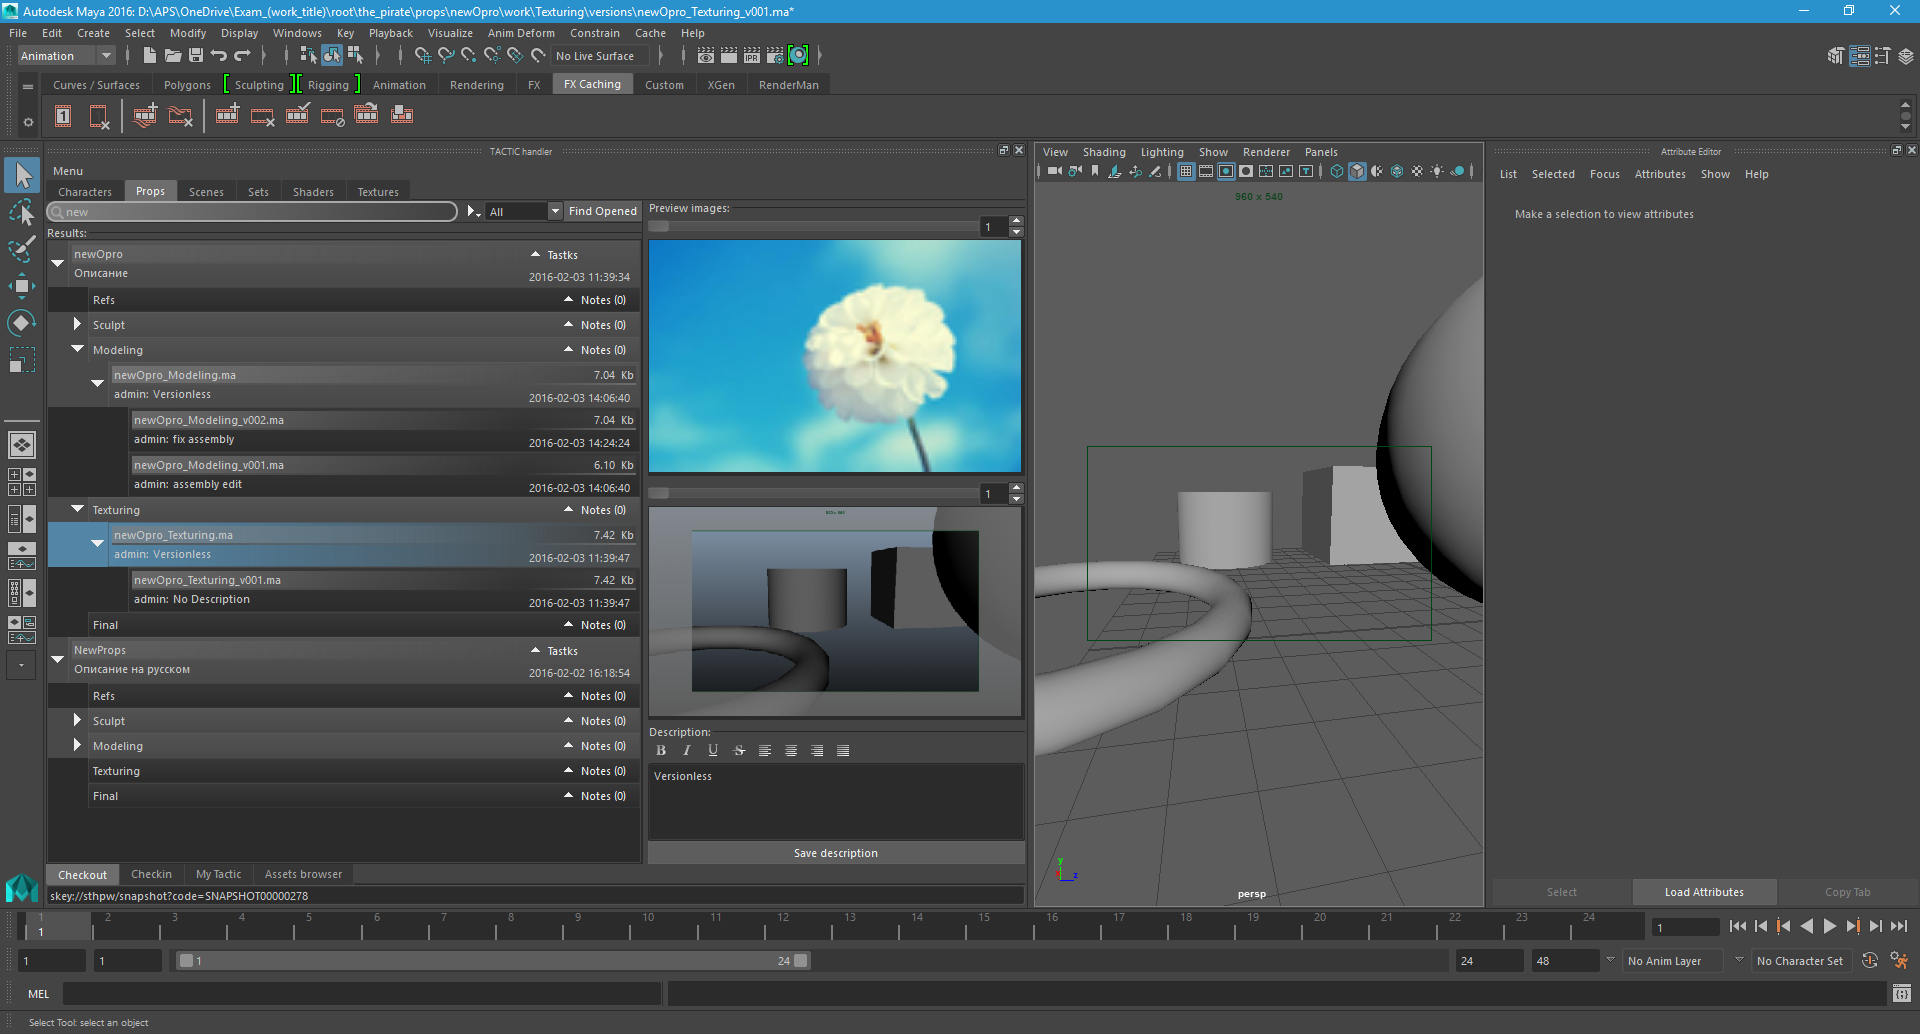 Autodesk Maya 2016: D:\APS\OneDrive\Exam_(work_title)\root\the_pirate\props\newOpro\work\Texturing\versions\newOpro_Texturing_v001.ma*
File Edit Create Select Modify Display Windows Key Playback Visualize Anim Deform Constrain Cache Help
Animation No Live Surface IPR
Curves / Surfaces Polygons Sculpting Rigging Animation Rendering FX FX Caching Custom XGen RenderMan
1
TACTIC handler
Menu
Characters Props Scenes Sets Shaders Textures
new All Find Opened
Results:
newOpro Tastks
Описание 2016-02-03 11:39:34
Refs Notes (0)
Sculpt Notes (0)
Modeling Notes (0)
newOpro_Modeling.ma 7.04 Kb
admin: Versionless 2016-02-03 14:06:40
newOpro_Modeling_v002.ma 7.04 Kb
admin: fix assembly 2016-02-03 14:24:24
newOpro_Modeling_v001.ma 6.10 Kb
admin: assembly edit 2016-02-03 14:06:40
Texturing Notes (0)
newOpro_Texturing.ma 7.42 Kb
admin: Versionless 2016-02-03 11:39:47
newOpro_Texturing_v001.ma 7.42 Kb
admin: No Description 2016-02-03 11:39:47
Final Notes (0)
NewProps Tastks
Описание на русском 2016-02-02 16:18:54
Refs Notes (0)
Sculpt Notes (0)
Modeling Notes (0)
Texturing Notes (0)
Final Notes (0)
Preview images:
1
1
Description:
B I U S
Versionless
Save description
Checkout Checkin My Tactic Assets browser
skey://sthpw/snapshot?code=SNAPSHOT00000278
View Shading Lighting Show Renderer Panels
960 x 540
y
z
persp
Attribute Editor
List Selected Focus Attributes Show Help
Make a selection to view attributes
Select Load Attributes Copy Tab
1 2 3 4 5 6 7 8 9 10 11 12 13 14 15 16 17 18 19 20 21 22 23 24
1 1
1 1 1 24 24 48 No Anim Layer No Character Set
MEL
Select Tool: select an object